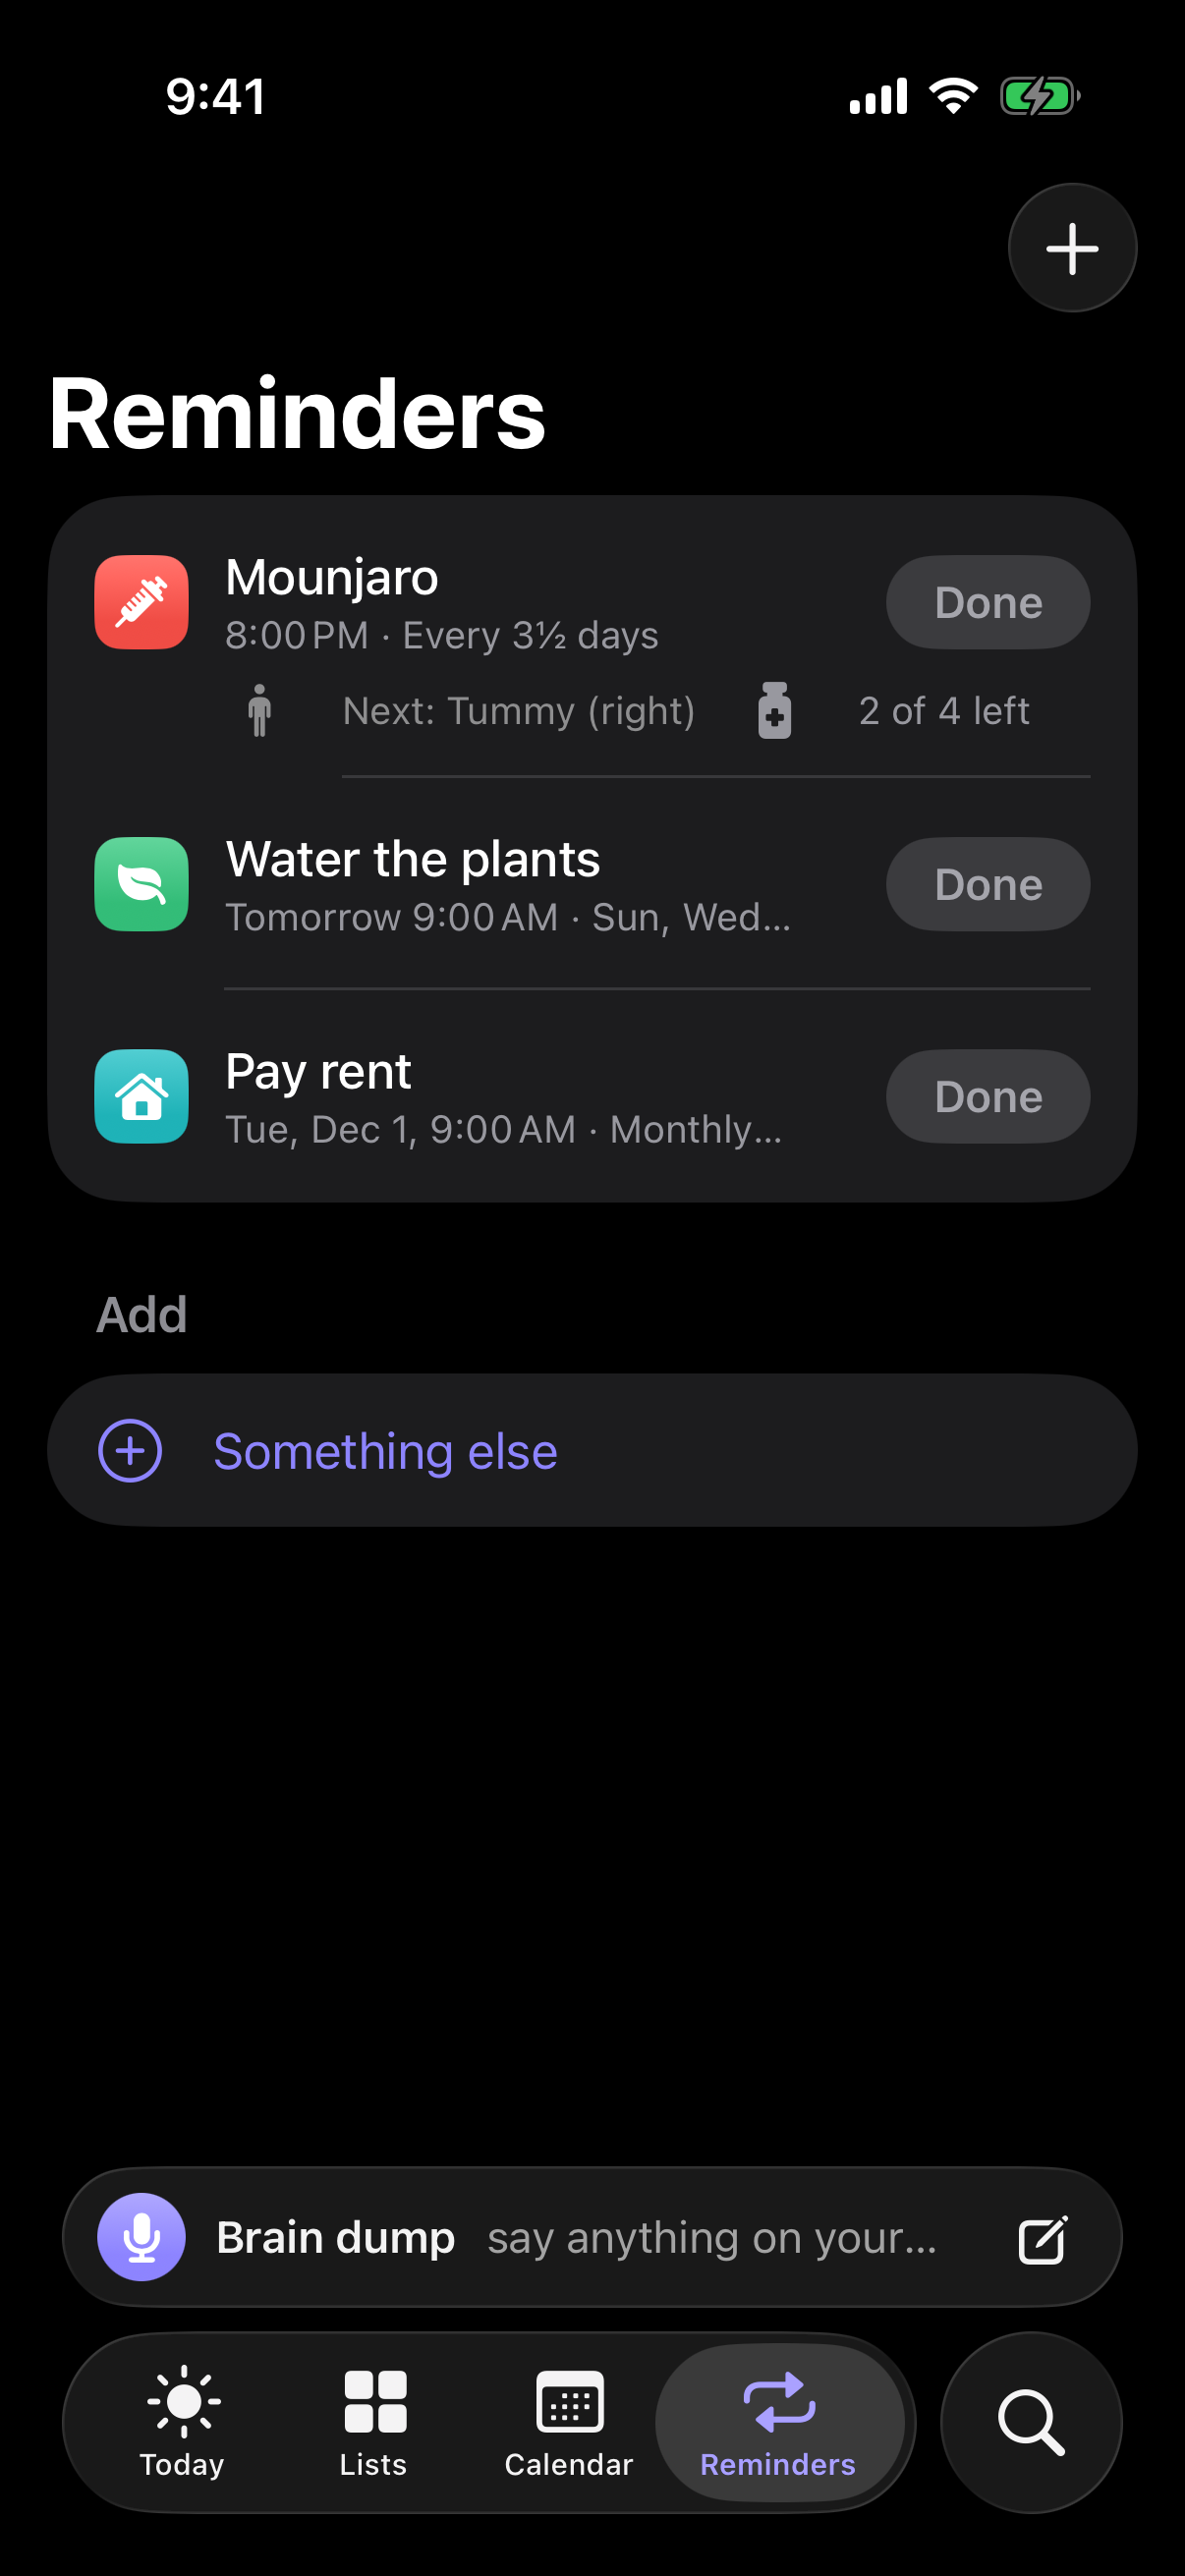 9:41
Reminders
Mounjaro
Done
8:00 PM · Every 3½ days
Next: Tummy (right)
2 of 4 left
Water the plants
Done
Tomorrow 9:00 AM · Sun, Wed...
Pay rent
Done
Tue, Dec 1, 9:00 AM · Monthly...
Add
Something else
Brain dump say anything on your...
Today
Lists
Calendar
Reminders